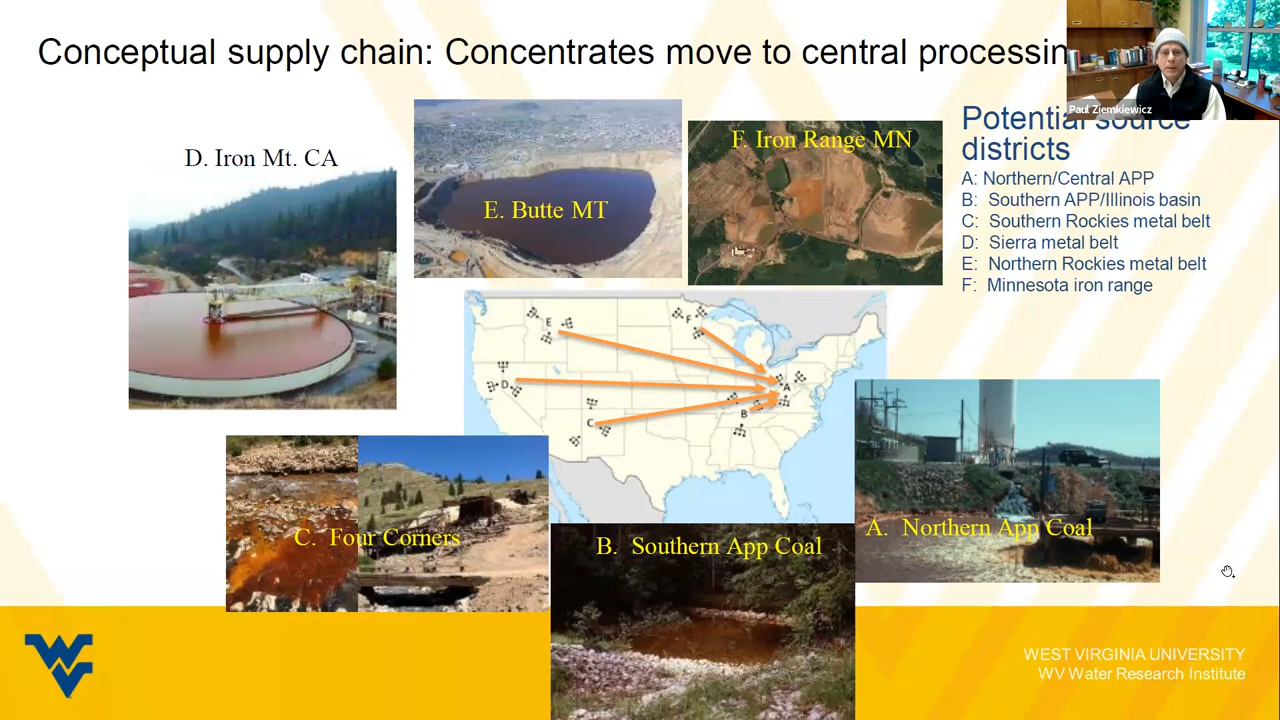 Conceptual supply chain: Concentrates move to central processin
Paul Ziemkiewicz
Potential source
districts
A: Northern/Central APP
B: Southern APP/Illinois basin
C: Southern Rockies metal belt
D: Sierra metal belt
E: Northern Rockies metal belt
F: Minnesota iron range
D. Iron Mt. CA
E. Butte MT
F. Iron Range MN
E
F
D
A
B
C
C. Four Corners
B. Southern App Coal
A. Northern App Coal
WV
WEST VIRGINIA UNIVERSITY
WV Water Research Institute